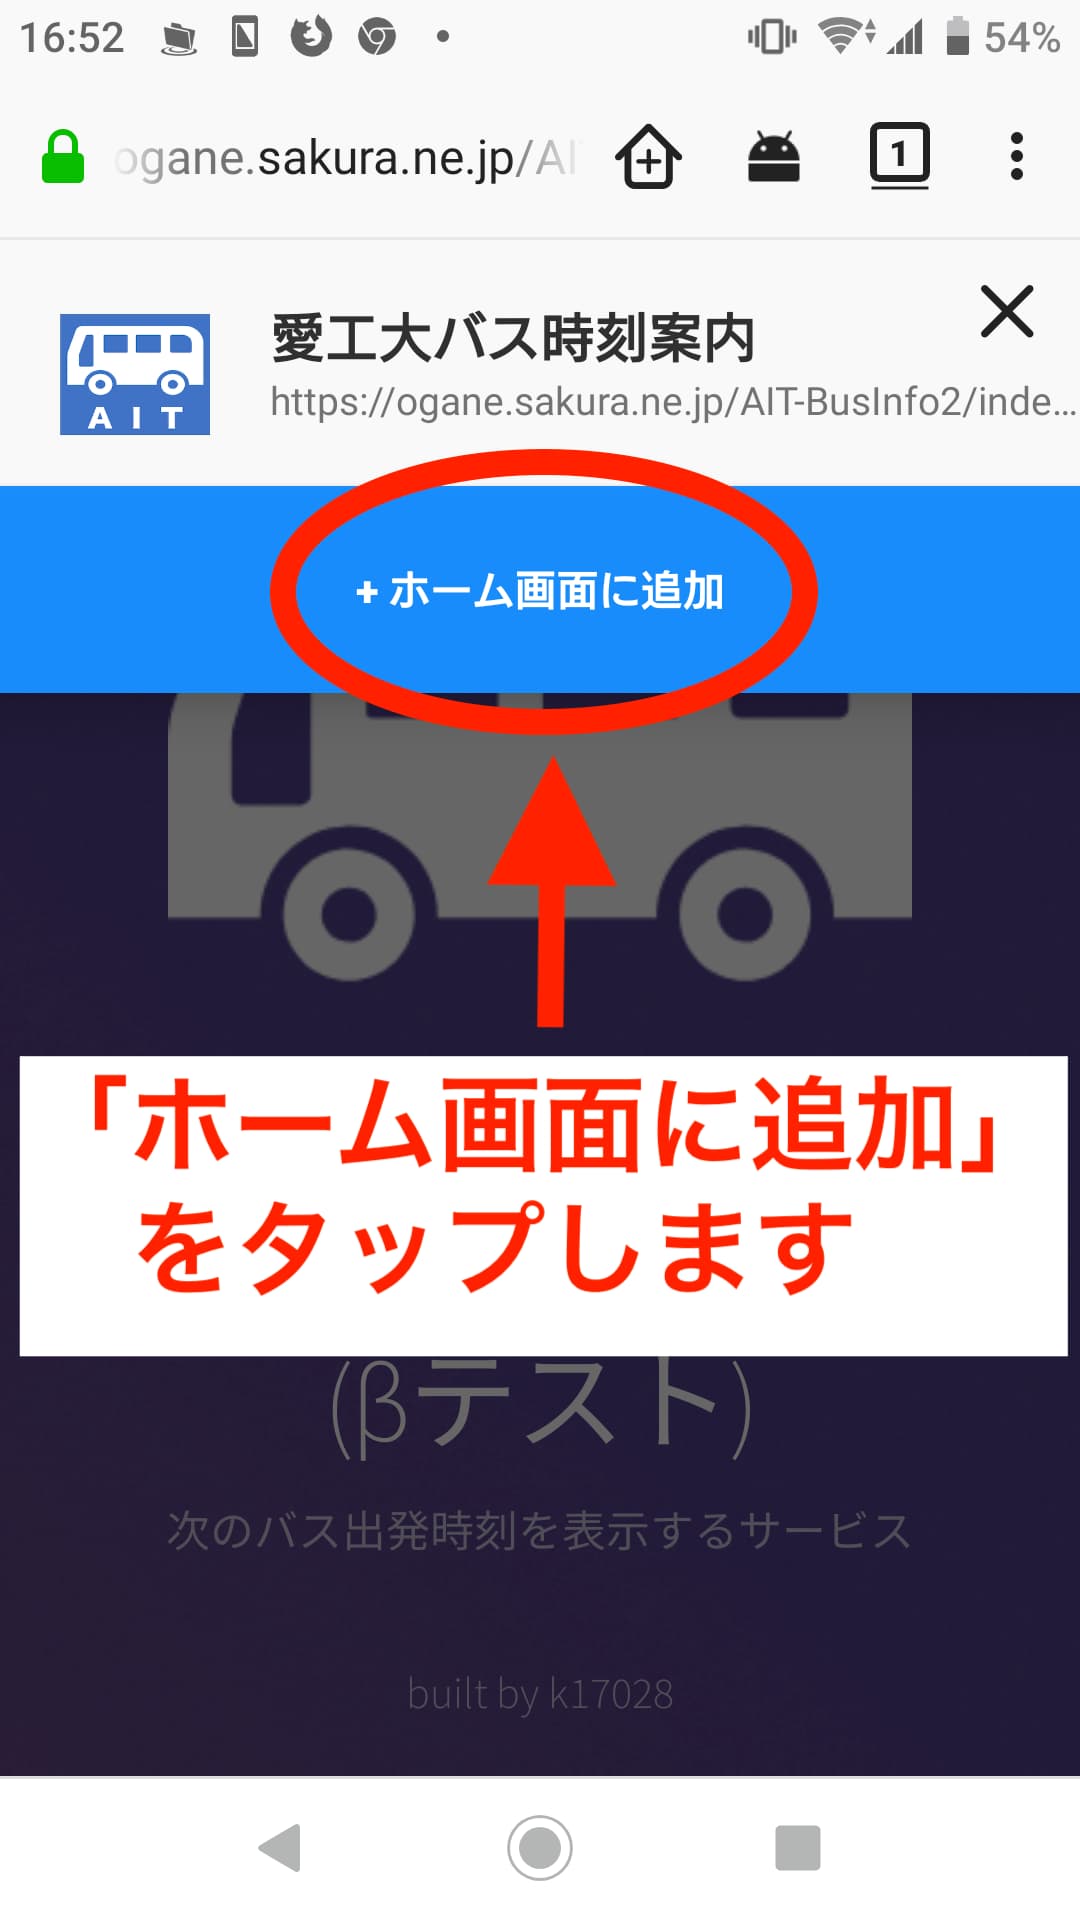 16:52
54%
ogane.sakura.ne.jp/AI
1
愛工大バス時刻案内
https://ogane.sakura.ne.jp/AIT-BusInfo2/inde...
AIT
+ ホーム画面に追加
「ホーム画面に追加」
をタップします
(βテスト)
次のバス出発時刻を表示するサービス
built by k17028